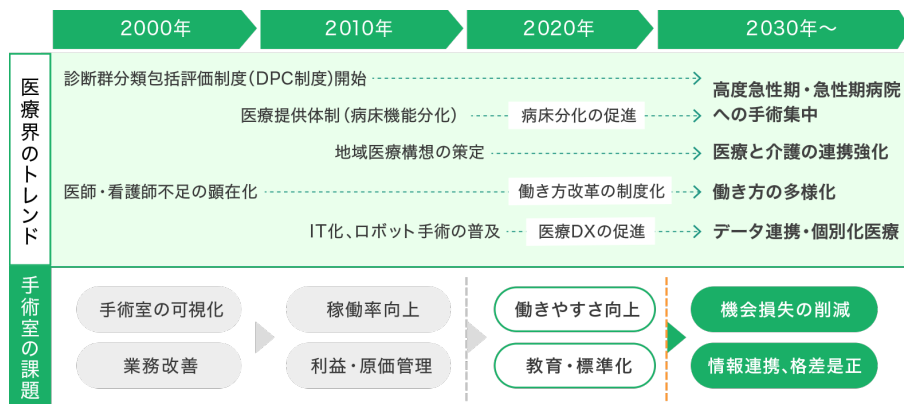 2000年
2010年
2020年
2030年～
医療界のトレンド
診断群分類包括評価制度（DPC制度）開始
高度急性期・急性期病院
への手術集中
医療提供体制（病床機能分化）
病床分化の促進
地域医療構想の策定
医療と介護の連携強化
医師・看護師不足の顕在化
働き方改革の制度化
働き方の多様化
IT化、ロボット手術の普及
医療DXの促進
データ連携・個別化医療
手術室の課題
手術室の可視化
稼働率向上
働きやすさ向上
機会損失の削減
業務改善
利益・原価管理
教育・標準化
情報連携、格差是正